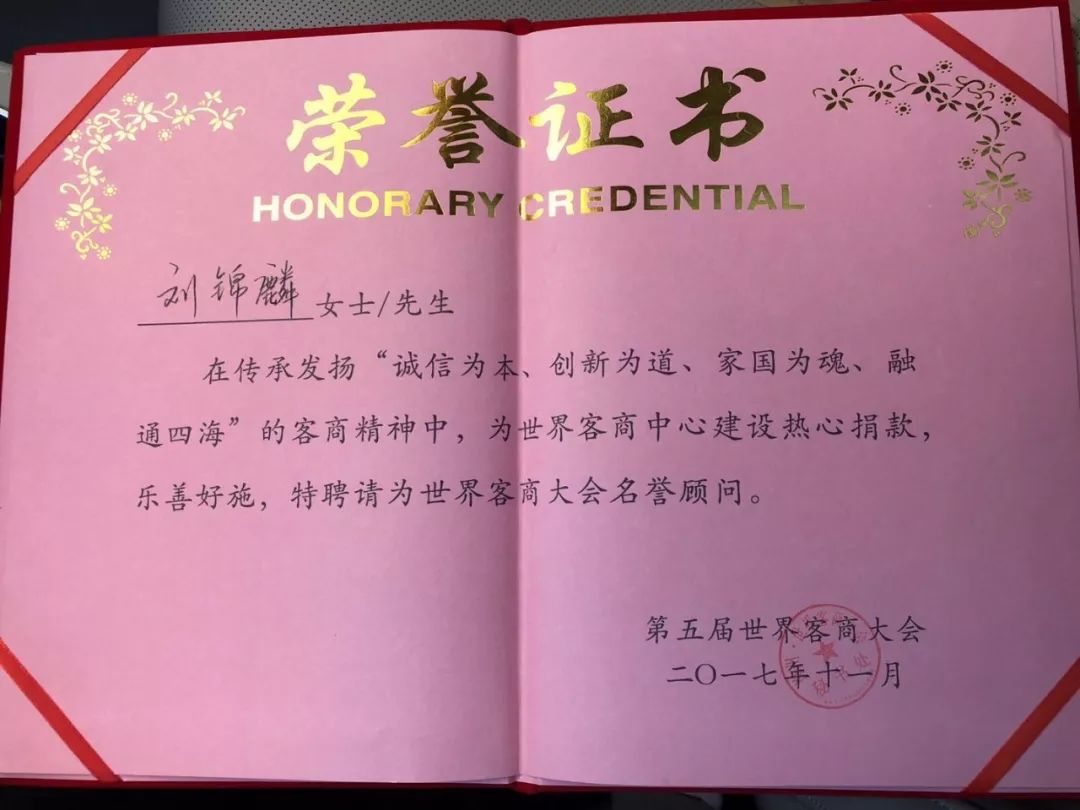 荣誉证书
HONORARY CREDENTIAL
刘锦麟女士/先生
在传承发扬“诚信为本、创新为道、家国为魂、融
通四海”的客商精神中，为世界客商中心建设热心捐款，
乐善好施，特聘请为世界客商大会名誉顾问。
第五届世界客商大会
二〇一七年十一月
秘书处